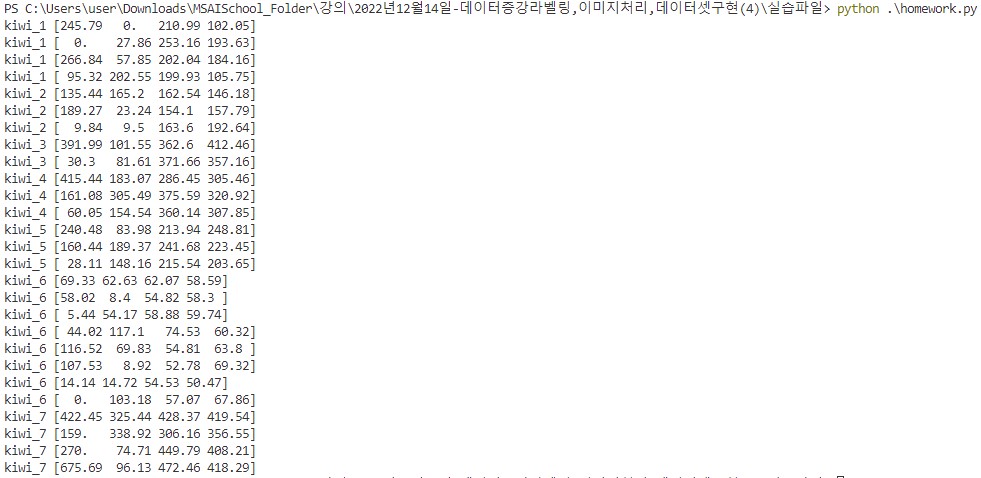 PS C:\Users\user\Downloads\MSAISchool_Folder\강의\2022년12월14일-데이터증강라벨링,이미지처리,데이터셋구현(4)\실습파일> python .\homework.py
kiwi_1 [245.79   0.   210.99 102.05]
kiwi_1 [  0.    27.86 253.16 193.63]
kiwi_1 [266.84  57.85 202.04 184.16]
kiwi_1 [ 95.32 202.55 199.93 105.75]
kiwi_2 [135.44 165.2  162.54 146.18]
kiwi_2 [189.27  23.24 154.1  157.79]
kiwi_2 [  9.84   9.5  163.6  192.64]
kiwi_3 [391.99 101.55 362.6  412.46]
kiwi_3 [ 30.3   81.61 371.66 357.16]
kiwi_4 [415.44 183.07 286.45 305.46]
kiwi_4 [161.08 305.49 375.59 320.92]
kiwi_4 [ 60.05 154.54 360.14 307.85]
kiwi_5 [240.48  83.98 213.94 248.81]
kiwi_5 [160.44 189.37 241.68 223.45]
kiwi_5 [ 28.11 148.16 215.54 203.65]
kiwi_6 [69.33 62.63 62.07 58.59]
kiwi_6 [58.02  8.4  54.82 58.3 ]
kiwi_6 [ 5.44 54.17 58.88 59.74]
kiwi_6 [ 44.02 117.1   74.53  60.32]
kiwi_6 [116.52  69.83  54.81  63.8 ]
kiwi_6 [107.53   8.92  52.78  69.32]
kiwi_6 [14.14 14.72 54.53 50.47]
kiwi_6 [  0.   103.18  57.07  67.86]
kiwi_7 [422.45 325.44 428.37 419.54]
kiwi_7 [159.   338.92 306.16 356.55]
kiwi_7 [270.    74.71 449.79 408.21]
kiwi_7 [675.69  96.13 472.46 418.29]